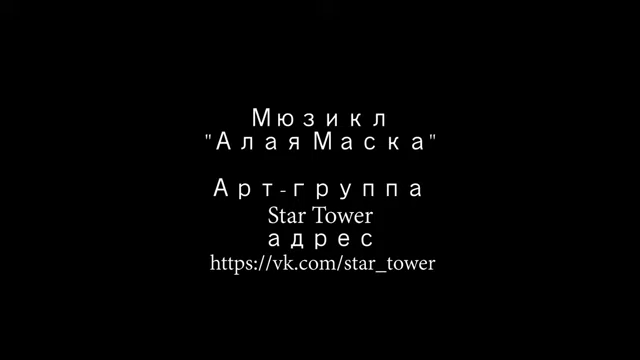 Мюзикл
"Алая Маска"
Арт-группа
Star Tower
адрес
https://vk.com/star_tower